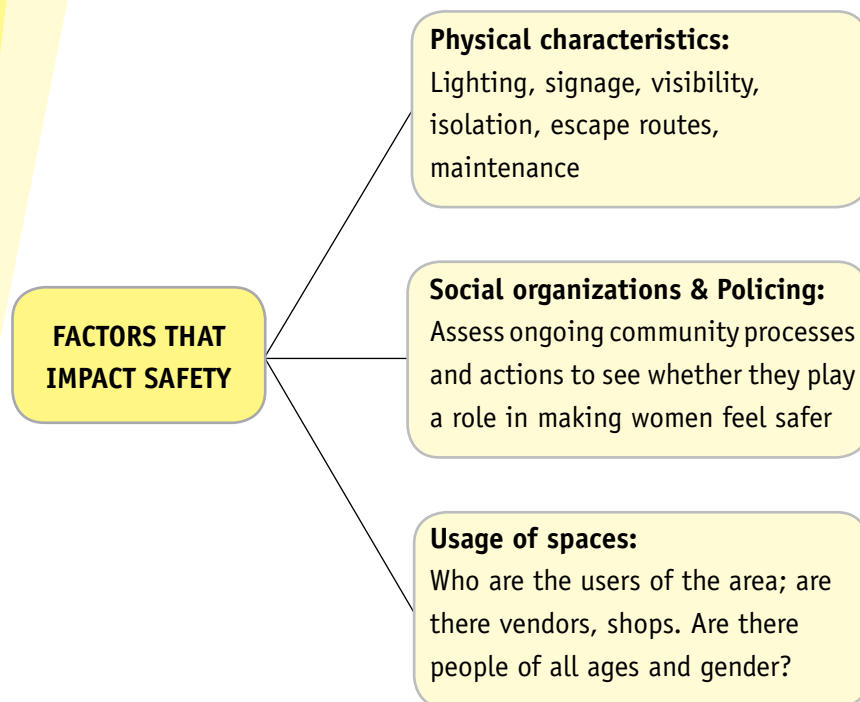 Physical characteristics:
Lighting, signage, visibility,
isolation, escape routes,
maintenance
FACTORS THAT
IMPACT SAFETY
Social organizations & Policing:
Assess ongoing community processes
and actions to see whether they play
a role in making women feel safer
Usage of spaces:
Who are the users of the area; are
there vendors, shops. Are there
people of all ages and gender?